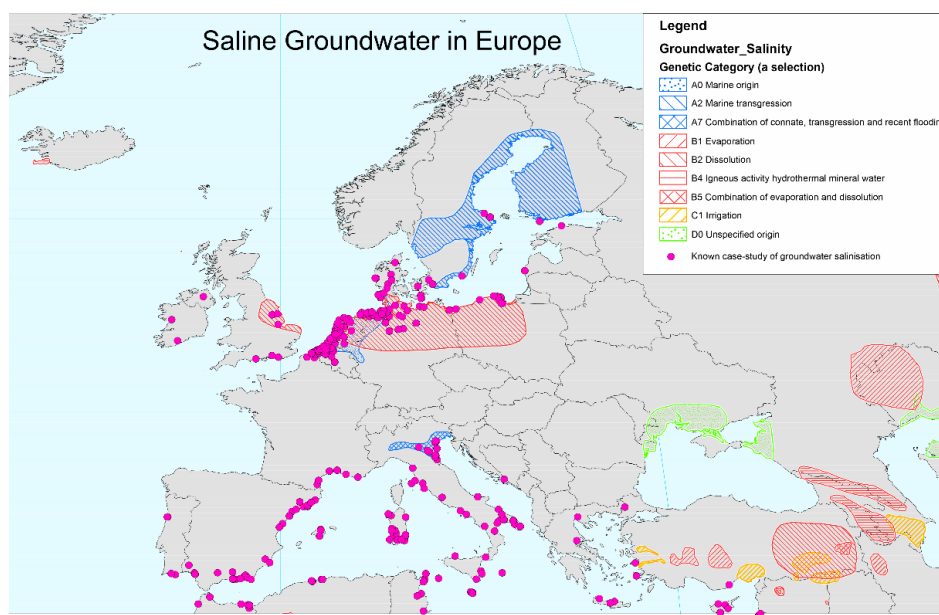 Saline Groundwater in Europe
Legend
Groundwater_Salinity
Genetic Category (a selection)
A0 Marine origin
A2 Marine transgression
A7 Combination of connate, transgression and recent floodin
B1 Evaporation
B2 Dissolution
B4 Igneous activity hydrothermal mineral water
B5 Combination of evaporation and dissolution
C1 Irrigation
D0 Unspecified origin
Known case-study of groundwater salinisation